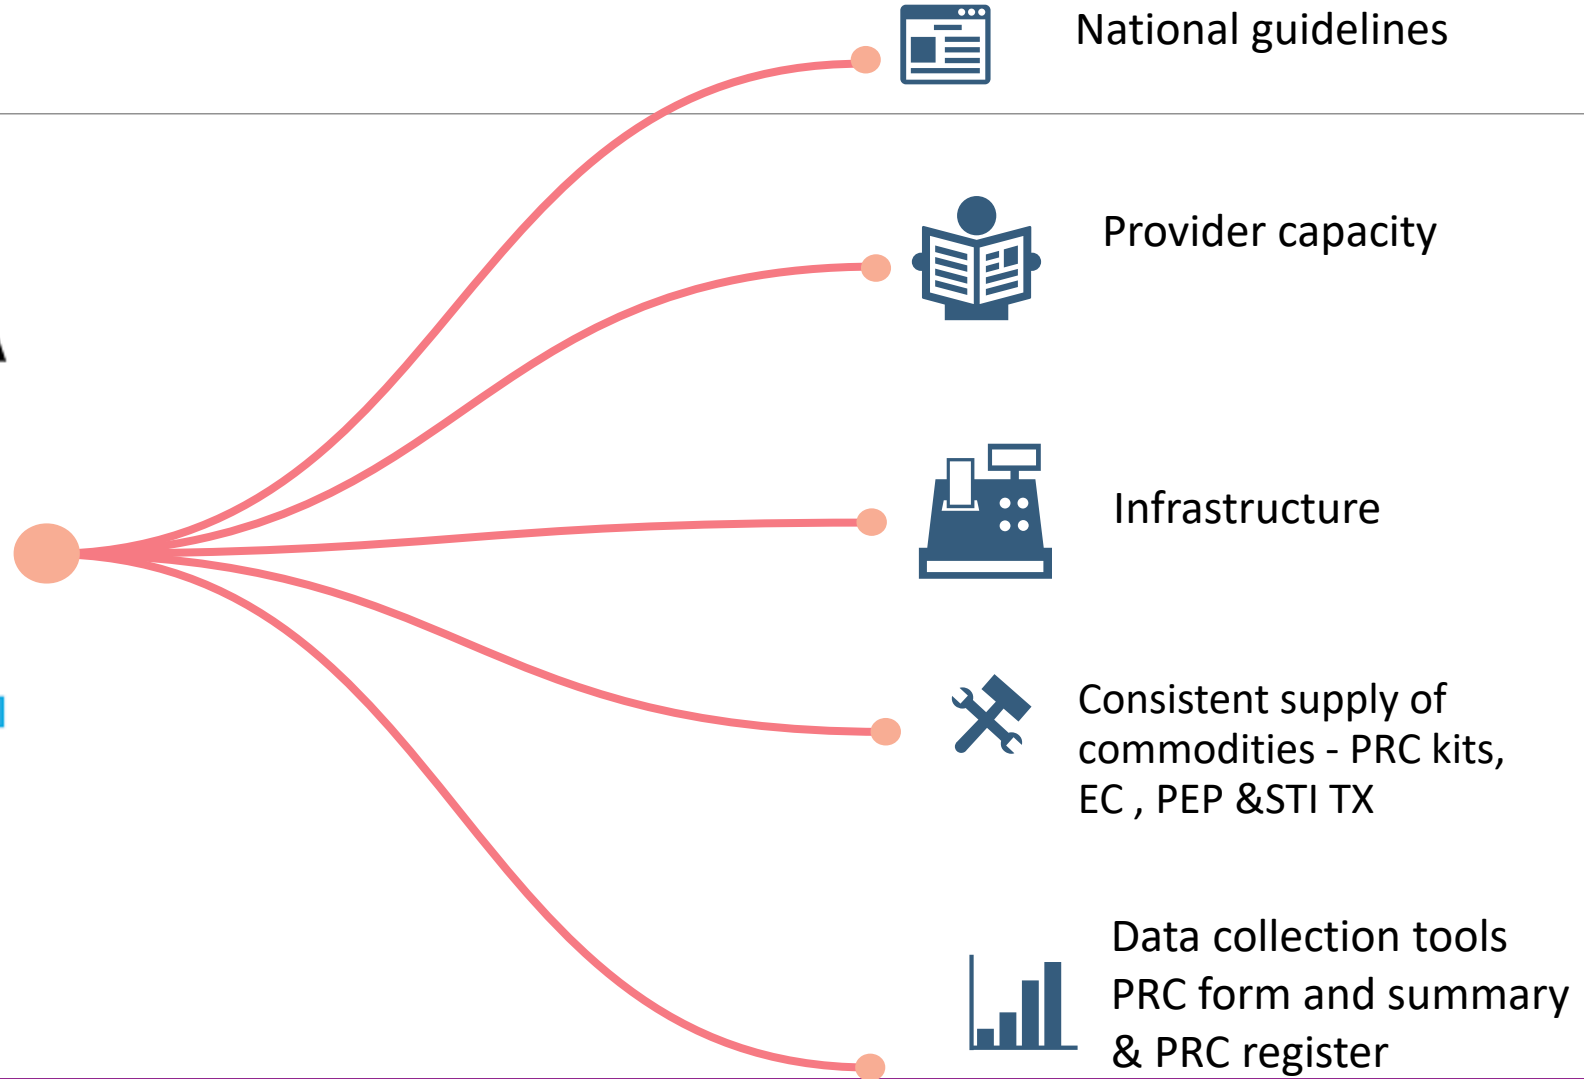 National guidelines
Provider capacity
Infrastructure
Consistent supply of
commodities - PRC kits,
EC , PEP &STI TX
Data collection tools
PRC form and summary
& PRC register